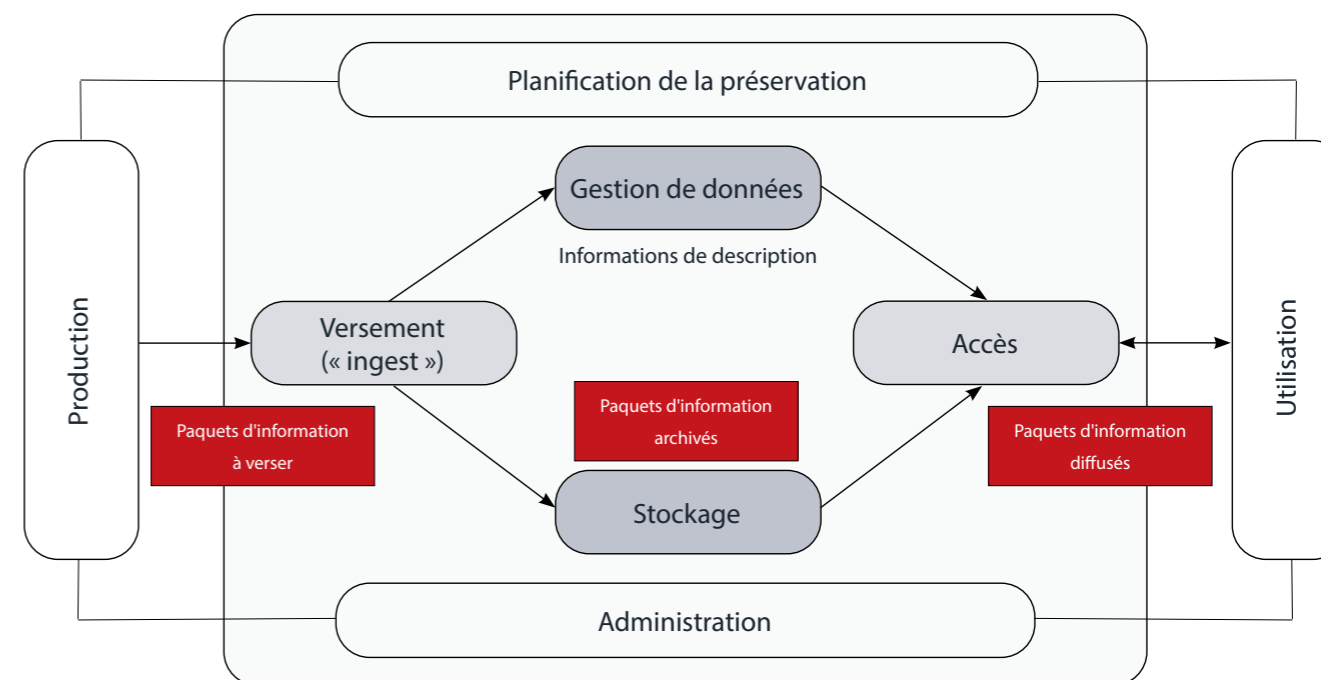 Planification de la préservation
Gestion de données
Informations de description
Production
Versement
(« ingest »)
Accès
Utilisation
Paquets d'information
à verser
Paquets d'information
archivés
Paquets d'information
diffusés
Stockage
Administration